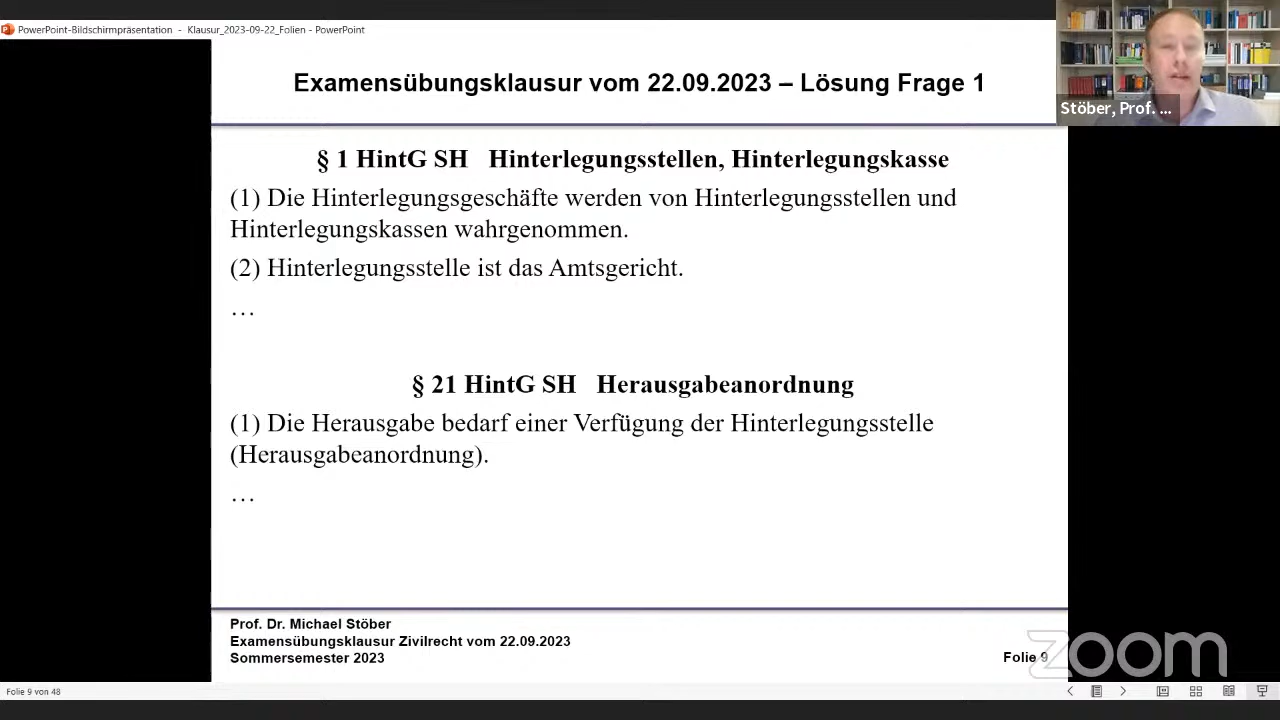 PowerPoint-Bildschirmpräsentation - Klausur_2023-09-22_Folien - PowerPoint
Examensübungsklausur vom 22.09.2023 – Lösung Frage 1
Stöber, Prof. ...
§ 1 HintG SH Hinterlegungsstellen, Hinterlegungskasse
(1) Die Hinterlegungsgeschäfte werden von Hinterlegungsstellen und
Hinterlegungskassen wahrgenommen.
(2) Hinterlegungsstelle ist das Amtsgericht.
…
§ 21 HintG SH Herausgabeanordnung
(1) Die Herausgabe bedarf einer Verfügung der Hinterlegungsstelle
(Herausgabeanordnung).
…
Prof. Dr. Michael Stöber
Examensübungsklausur Zivilrecht vom 22.09.2023
Sommersemester 2023
Folie 9
zoom
Folie 9 von 48